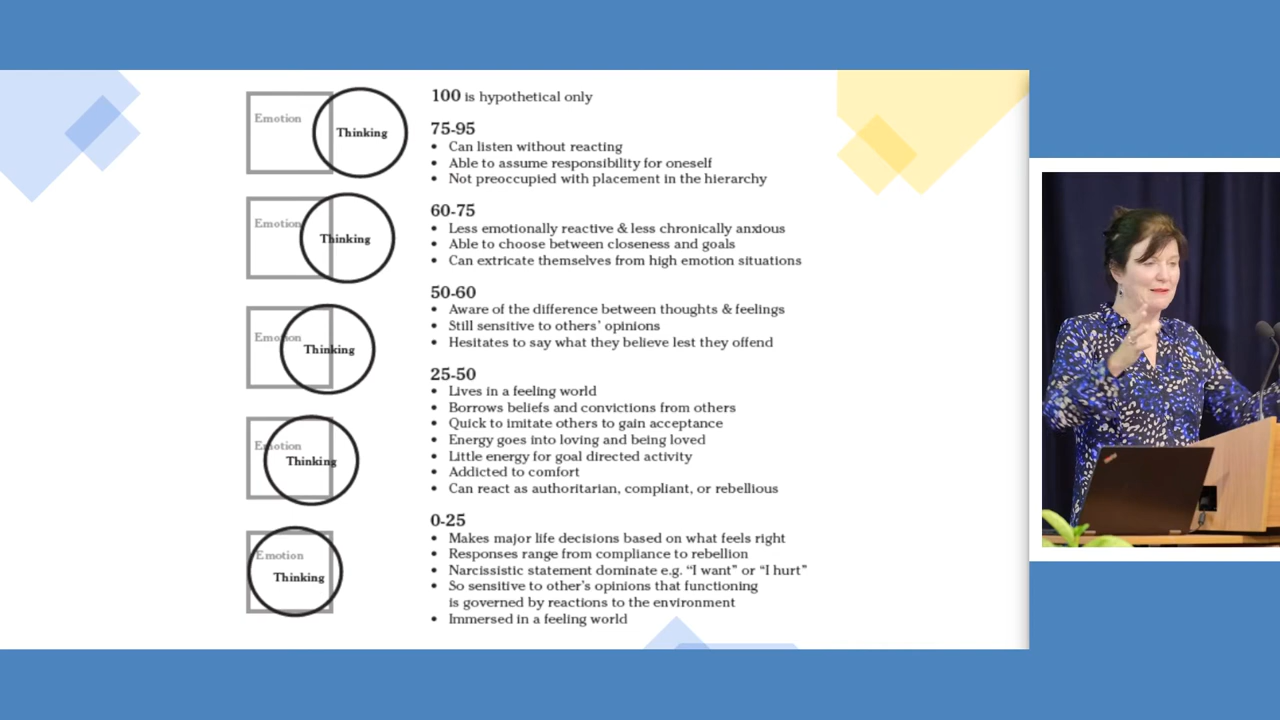 Emotion
Thinking
100 is hypothetical only
75-95
• Can listen without reacting
• Able to assume responsibility for oneself
• Not preoccupied with placement in the hierarchy
Emotion
Thinking
60-75
• Less emotionally reactive & less chronically anxious
• Able to choose between closeness and goals
• Can extricate themselves from high emotion situations
Emotion
Thinking
50-60
• Aware of the difference between thoughts & feelings
• Still sensitive to others' opinions
• Hesitates to say what they believe lest they offend
Emotion
Thinking
25-50
• Lives in a feeling world
• Borrows beliefs and convictions from others
• Quick to imitate others to gain acceptance
• Energy goes into loving and being loved
• Little energy for goal directed activity
• Addicted to comfort
• Can react as authoritarian, compliant, or rebellious
Emotion
Thinking
0-25
• Makes major life decisions based on what feels right
• Responses range from compliance to rebellion
• Narcissistic statement dominate e.g. “I want” or “I hurt”
• So sensitive to other's opinions that functioning
is governed by reactions to the environment
• Immersed in a feeling world